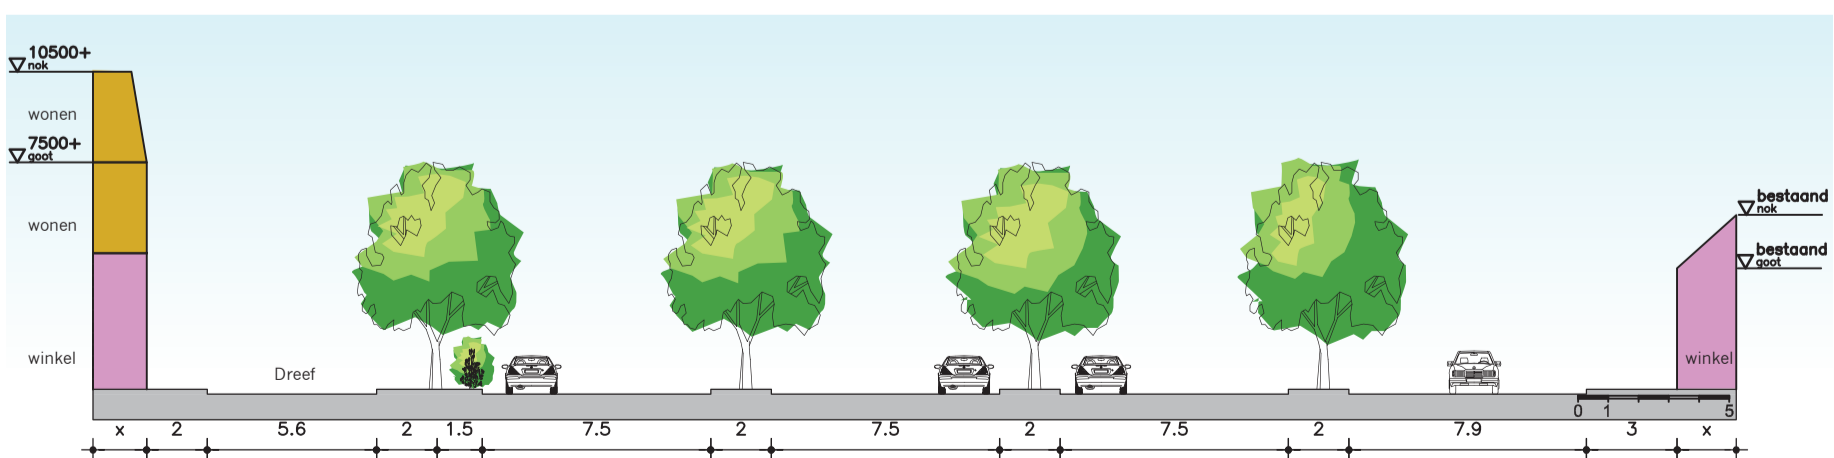 10500+
nok
wonen
7500+
goot
wonen
winkel
Dreef
bestaand
nok
bestaand
goot
winkel
0 1 5
x 2 5.6 2 1.5 7.5 2 7.5 2 7.5 2 7.9 3 x